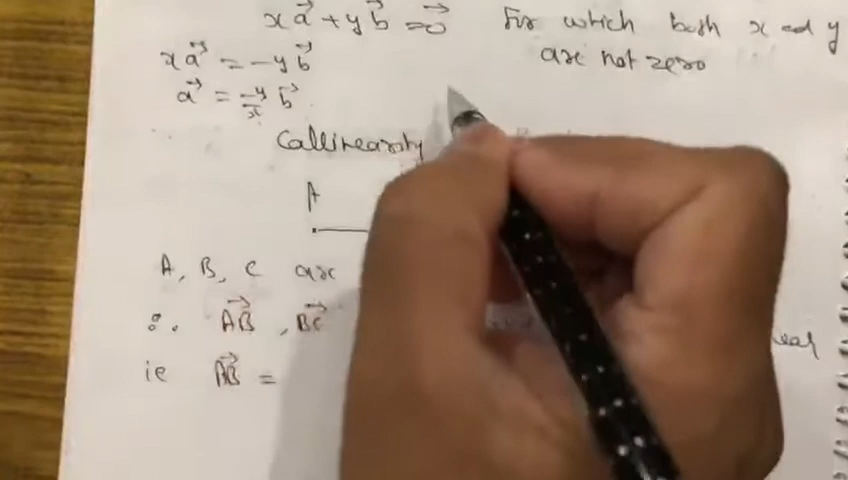 xa⃗ + yb⃗ = 0⃗ for which both x and y
are not zero
xa⃗ = -yb⃗
a⃗ = -y/x b⃗
Collinearity
A
A, B, C are
∴ AB⃗, BC⃗
ie AB⃗ =